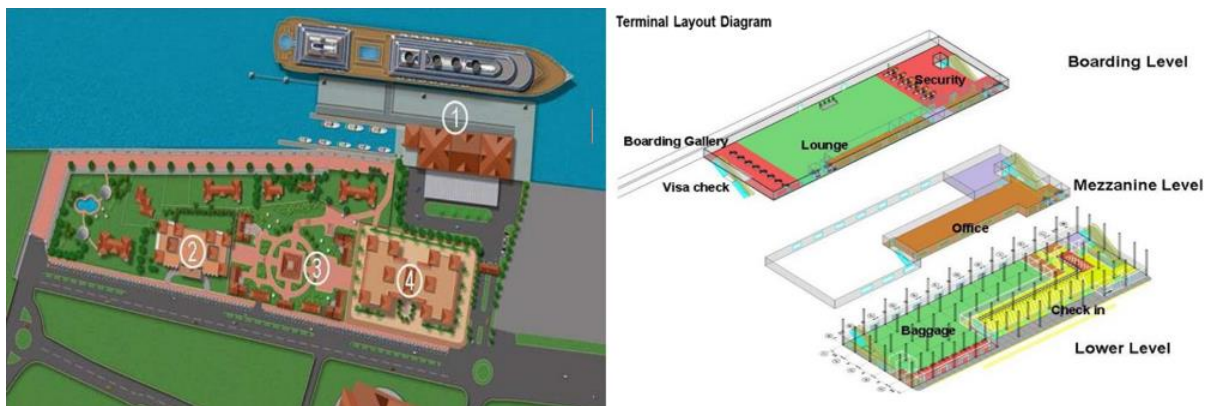 1
2
3
4
Terminal Layout Diagram
Boarding Level
Security
Boarding Gallery
Lounge
Visa check
Mezzanine Level
Office
Check in
Baggage
Lower Level